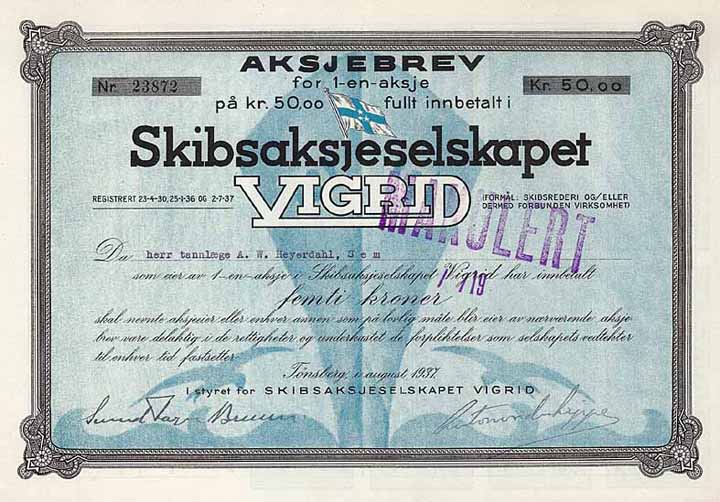 AKSJEBREV
for 1-en-aksje
Nr. 23872
på kr. 50,00 fullt innbetalt i
Kr. 50,00
Skibsaksjeselskapet
REGISTRERT 23-4-30, 25-1-36 OG 2-7-37
VIGRID
(FORMÅL: SKIBSREDERI OG/ELLER
DERMED FORBUNDEN VIRKSOMHET)
MAKULERT
Da herr tannlæge A. W. Heyerdahl, Sem
som eier av 1-en-aksje i Skibsaksjeselskapet Vigrid har innbetalt
femti kroner
skal nevnte aksjeeier eller enhver annen som på lovlig måte blir eier av nærværende aksje
brev være delaktig i de rettigheter og underkastet de forpliktelser som selskapets vedtekter
til enhver tid fastsetter
Tönsberg, i august 1937.
I styret for SKIBSAKSJESELSKAPET VIGRID